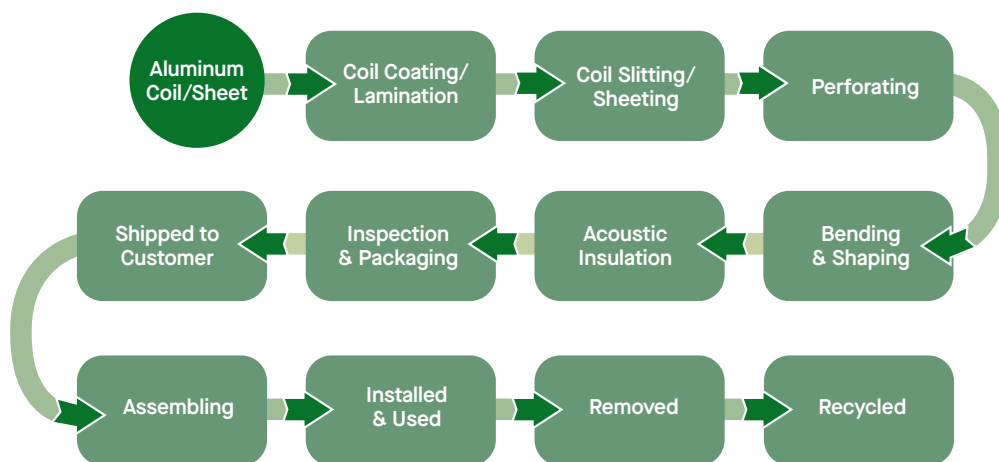 Aluminum
Coil/Sheet
Coil Coating/
Lamination
Coil Slitting/
Sheeting
Perforating
Shipped to
Customer
Inspection
& Packaging
Acoustic
Insulation
Bending
& Shaping
Assembling
Installed
& Used
Removed
Recycled